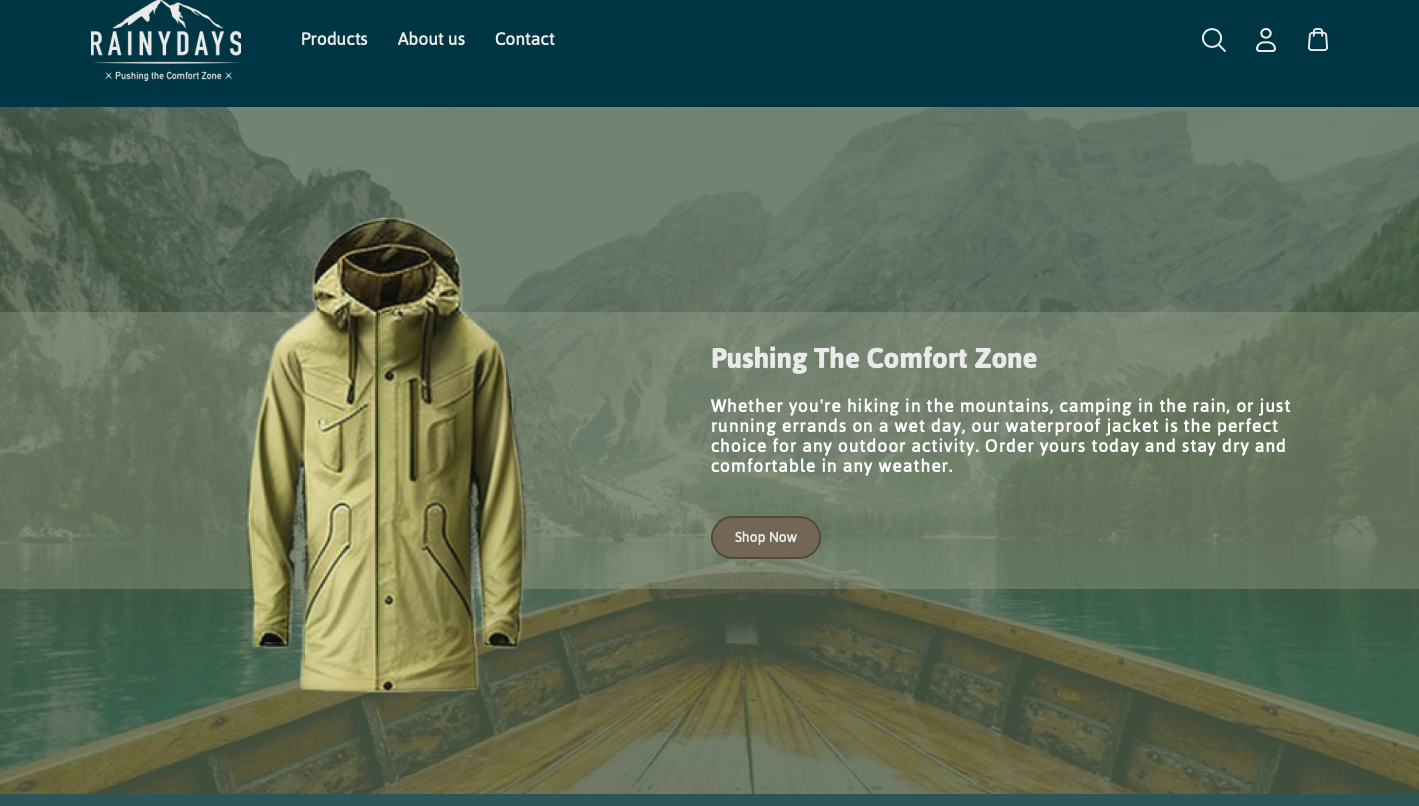 RAINYDAYS
Pushing the Comfort Zone
Products
About us
Contact
Pushing The Comfort Zone
Whether you're hiking in the mountains, camping in the rain, or just
running errands on a wet day, our waterproof jacket is the perfect
choice for any outdoor activity. Order yours today and stay dry and
comfortable in any weather.
Shop Now